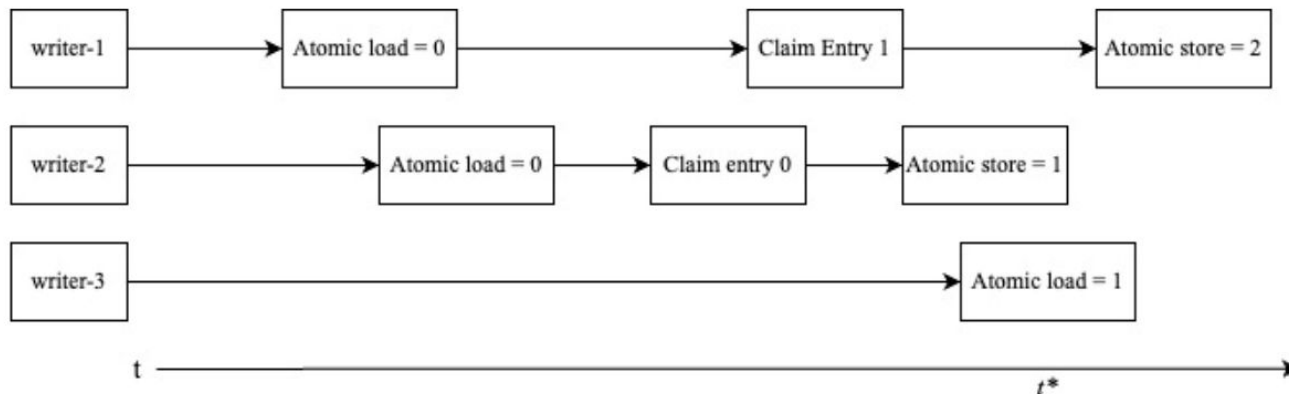 writer-1 Atomic load = 0 Claim Entry 1 Atomic store = 2
writer-2 Atomic load = 0 Claim entry 0 Atomic store = 1
writer-3 Atomic load = 1
t
t*